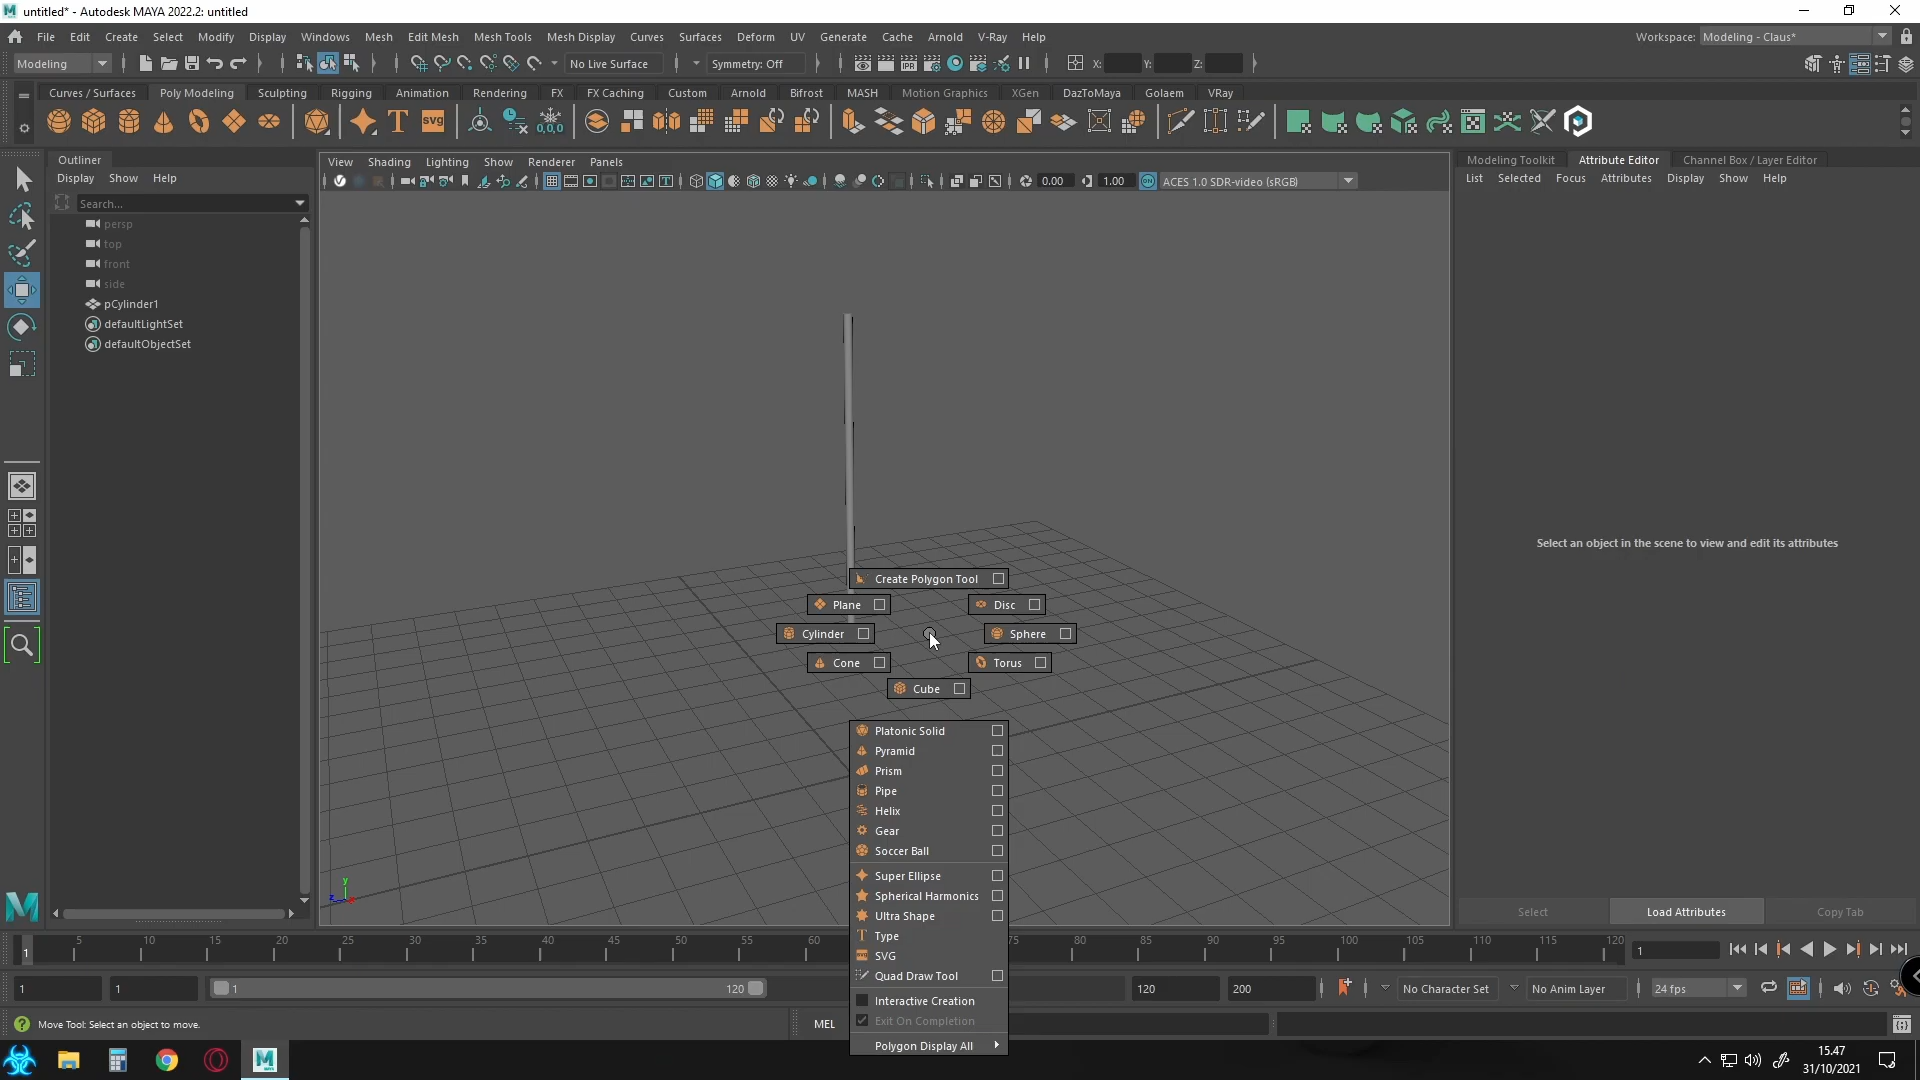 untitled* - Autodesk MAYA 2022.2: untitled
File Edit Create Select Modify Display Windows Mesh Edit Mesh Mesh Tools Mesh Display Curves Surfaces Deform UV Generate Cache Arnold V-Ray Help
Workspace: Modeling - Claus*
Modeling No Live Surface Symmetry: Off X: Y: Z:
Curves / Surfaces Poly Modeling Sculpting Rigging Animation Rendering FX FX Caching Custom Arnold Bifrost MASH Motion Graphics XGen DazToMaya Golaem VRay
Outliner
Display Show Help
Search...
persp
top
front
side
pCylinder1
defaultLightSet
defaultObjectSet
View Shading Lighting Show Renderer Panels
0.00 1.00 ACES 1.0 SDR-video (sRGB)
Create Polygon Tool
Plane Disc
Cylinder Sphere
Cone Torus
Cube
Platonic Solid
Pyramid
Prism
Pipe
Helix
Gear
Soccer Ball
Super Ellipse
Spherical Harmonics
Ultra Shape
Type
SVG
Quad Draw Tool
Interactive Creation
Exit On Completion
Polygon Display All
Modeling Toolkit Attribute Editor Channel Box / Layer Editor
List Selected Focus Attributes Display Show Help
Select an object in the scene to view and edit its attributes
Select Load Attributes Copy Tab
1 5 10 15 20 25 30 35 40 45 50 55 60 75 80 85 90 95 100 105 110 115 120 1
1 1 1 120 120 200 No Character Set No Anim Layer 24 fps
Move Tool: Select an object to move. MEL
15.47
31/10/2021